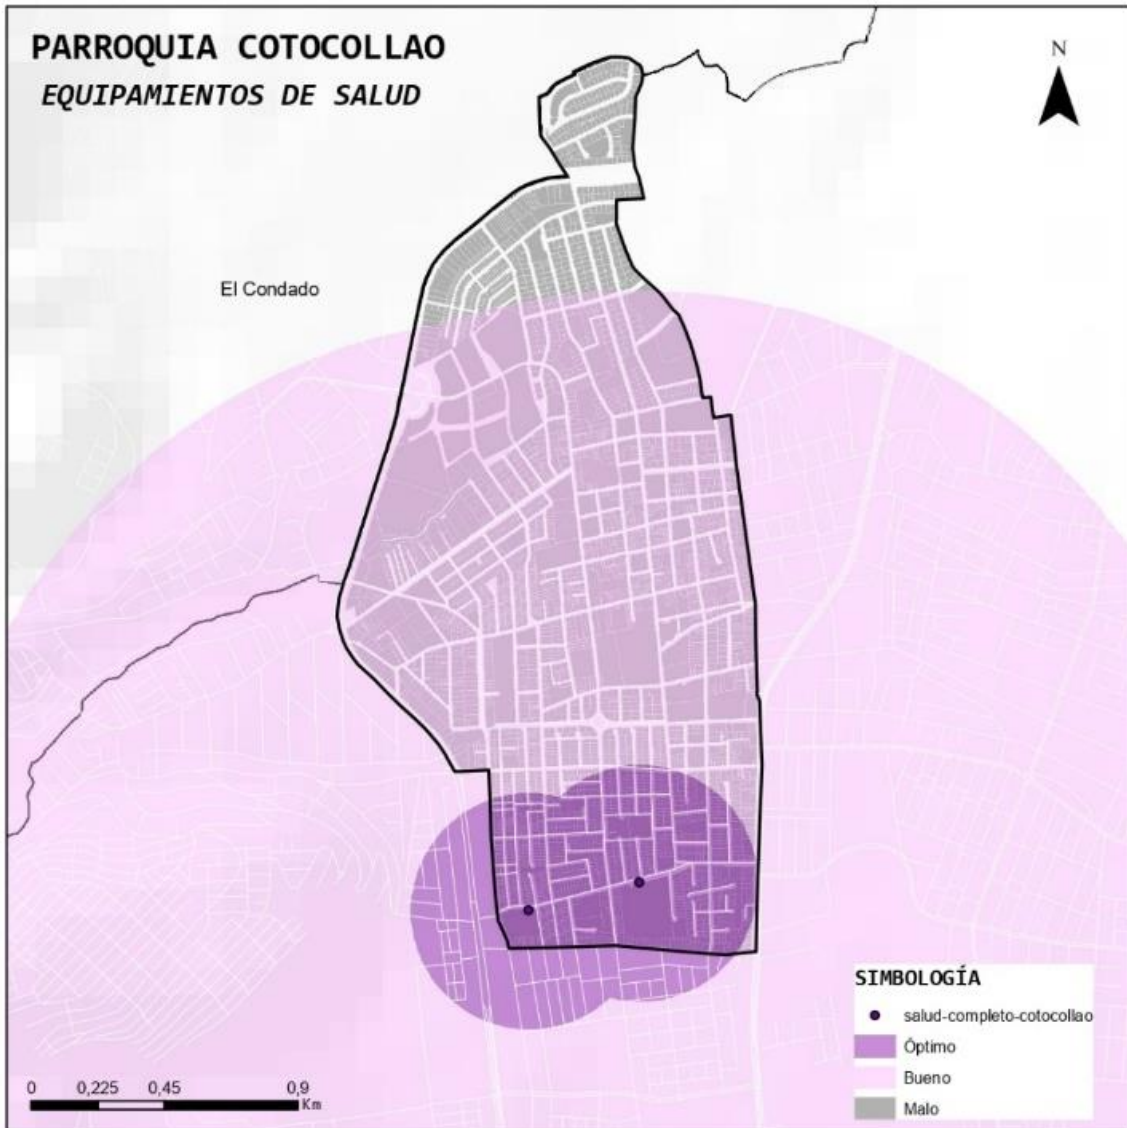 PARROQUIA COTOCOLLAO
EQUIPAMIENTOS DE SALUD
N
El Condado
SIMBOLOGÍA
salud-completo-cotocollao
Óptimo
Bueno
Malo
0 0,225 0,45 0,9
Km